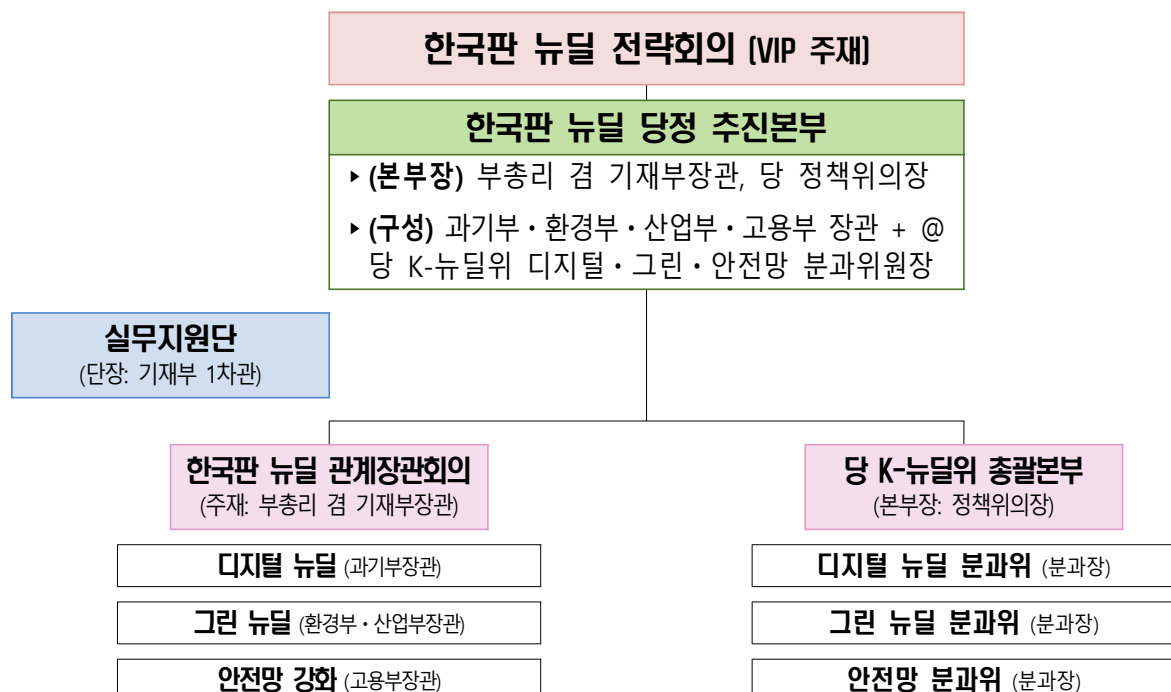 한국판 뉴딜 전략회의 (VIP 주재)
한국판 뉴딜 당정 추진본부
▸ (본부장) 부총리 겸 기재부장관, 당 정책위의장
▸ (구성) 과기부・환경부・산업부・고용부 장관 + @
당 K-뉴딜위 디지털・그린・안전망 분과위원장
실무지원단
(단장: 기재부 1차관)
한국판 뉴딜 관계장관회의
(주재: 부총리 겸 기재부장관)
당 K-뉴딜위 총괄본부
(본부장: 정책위의장)
디지털 뉴딜 (과기부장관)
디지털 뉴딜 분과위 (분과장)
그린 뉴딜 (환경부・산업부장관)
그린 뉴딜 분과위 (분과장)
안전망 강화 (고용부장관)
안전망 분과위 (분과장)